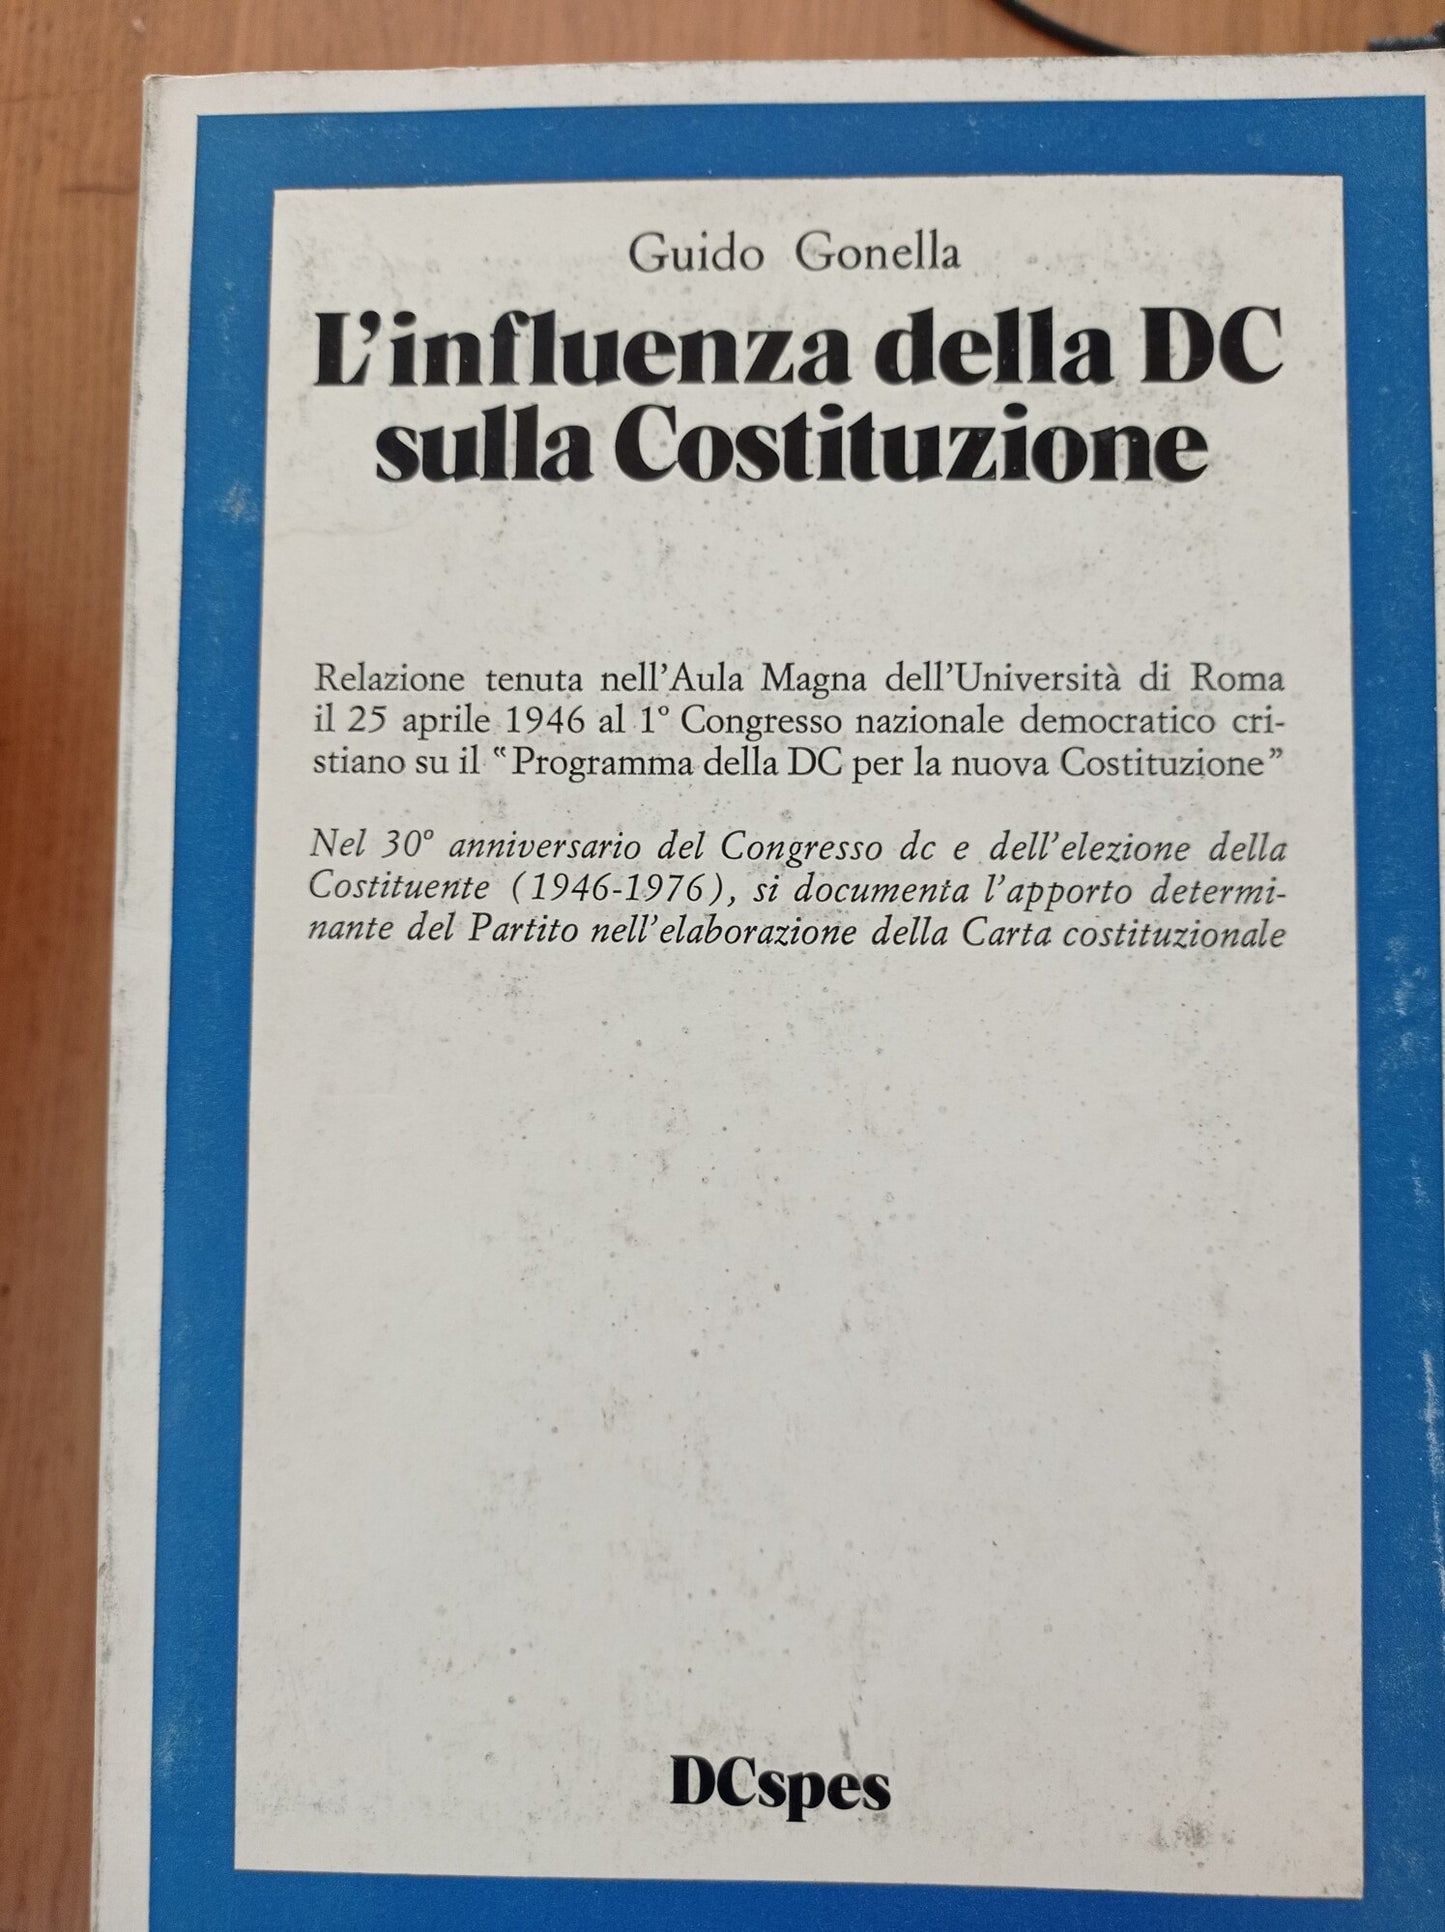 Guido Gonella
L'influenza della DC
sulla Costituzione
Relazione tenuta nell'Aula Magna dell'Università di Roma
il 25 aprile 1946 al 1° Congresso nazionale democratico cri-
stiano su il “Programma della DC per la nuova Costituzione”
Nel 30° anniversario del Congresso dc e dell'elezione della
Costituente (1946-1976), si documenta l'apporto determi-
nante del Partito nell'elaborazione della Carta costituzionale
DCspes